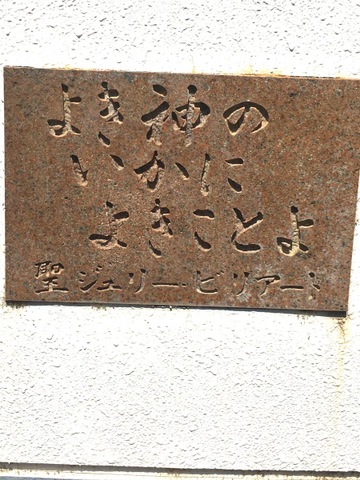 よき神の
いかに
よきことよ
聖ジュリー・ビリアート